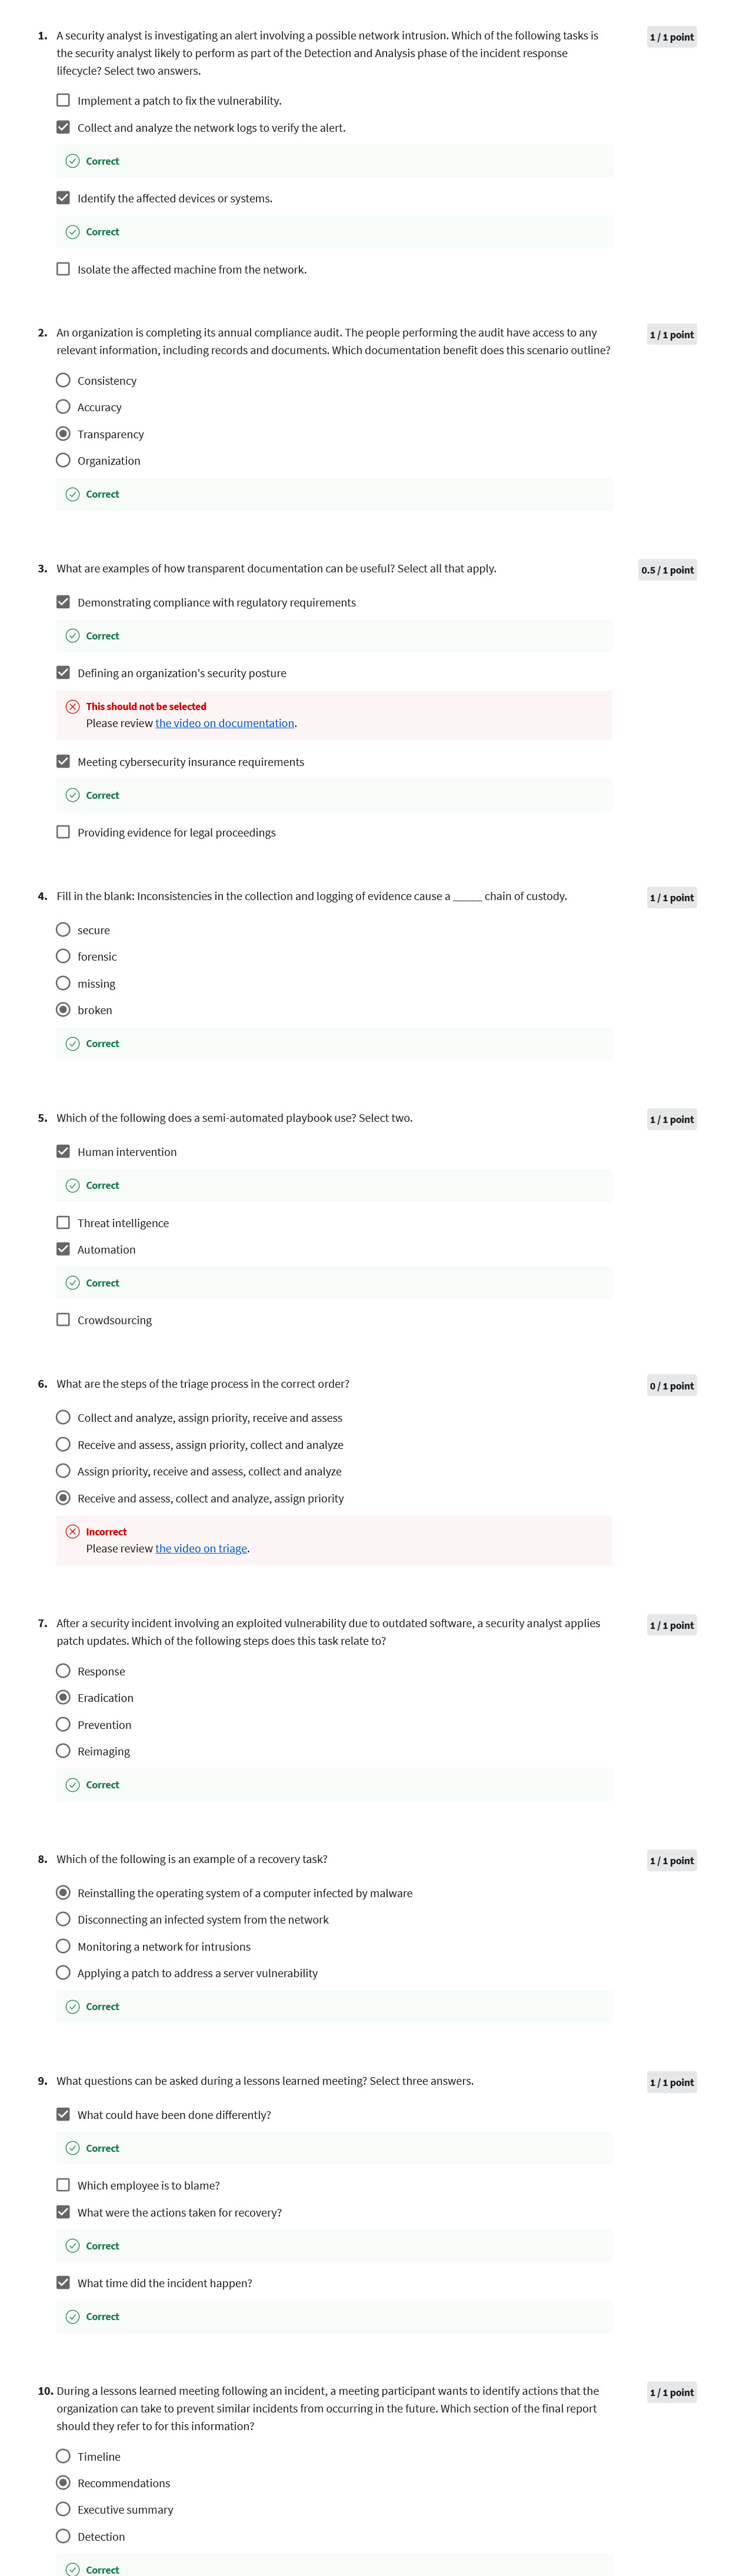 1. A security analyst is investigating an alert involving a possible network intrusion. Which of the following tasks is
1 / 1 point
the security analyst likely to perform as part of the Detection and Analysis phase of the incident response
lifecycle? Select two answers.
Implement a patch to fix the vulnerability.
Collect and analyze the network logs to verify the alert.
Correct
Identify the affected devices or systems.
Correct
Isolate the affected machine from the network.
2. An organization is completing its annual compliance audit. The people performing the audit have access to any
1 / 1 point
relevant information, including records and documents. Which documentation benefit does this scenario outline?
Consistency
Accuracy
Transparency
Organization
Correct
3. What are examples of how transparent documentation can be useful? Select all that apply.
0.5 / 1 point
Demonstrating compliance with regulatory requirements
Correct
Defining an organization's security posture
This should not be selected
Please review the video on documentation.
Meeting cybersecurity insurance requirements
Correct
Providing evidence for legal proceedings
4. Fill in the blank: Inconsistencies in the collection and logging of evidence cause a _____ chain of custody.
1 / 1 point
secure
forensic
missing
broken
Correct
5. Which of the following does a semi-automated playbook use? Select two.
1 / 1 point
Human intervention
Correct
Threat intelligence
Automation
Correct
Crowdsourcing
6. What are the steps of the triage process in the correct order?
0 / 1 point
Collect and analyze, assign priority, receive and assess
Receive and assess, assign priority, collect and analyze
Assign priority, receive and assess, collect and analyze
Receive and assess, collect and analyze, assign priority
Incorrect
Please review the video on triage.
7. After a security incident involving an exploited vulnerability due to outdated software, a security analyst applies
1 / 1 point
patch updates. Which of the following steps does this task relate to?
Response
Eradication
Prevention
Reimaging
Correct
8. Which of the following is an example of a recovery task?
1 / 1 point
Reinstalling the operating system of a computer infected by malware
Disconnecting an infected system from the network
Monitoring a network for intrusions
Applying a patch to address a server vulnerability
Correct
9. What questions can be asked during a lessons learned meeting? Select three answers.
1 / 1 point
What could have been done differently?
Correct
Which employee is to blame?
What were the actions taken for recovery?
Correct
What time did the incident happen?
Correct
10. During a lessons learned meeting following an incident, a meeting participant wants to identify actions that the
1 / 1 point
organization can take to prevent similar incidents from occurring in the future. Which section of the final report
should they refer to for this information?
Timeline
Recommendations
Executive summary
Detection
Correct